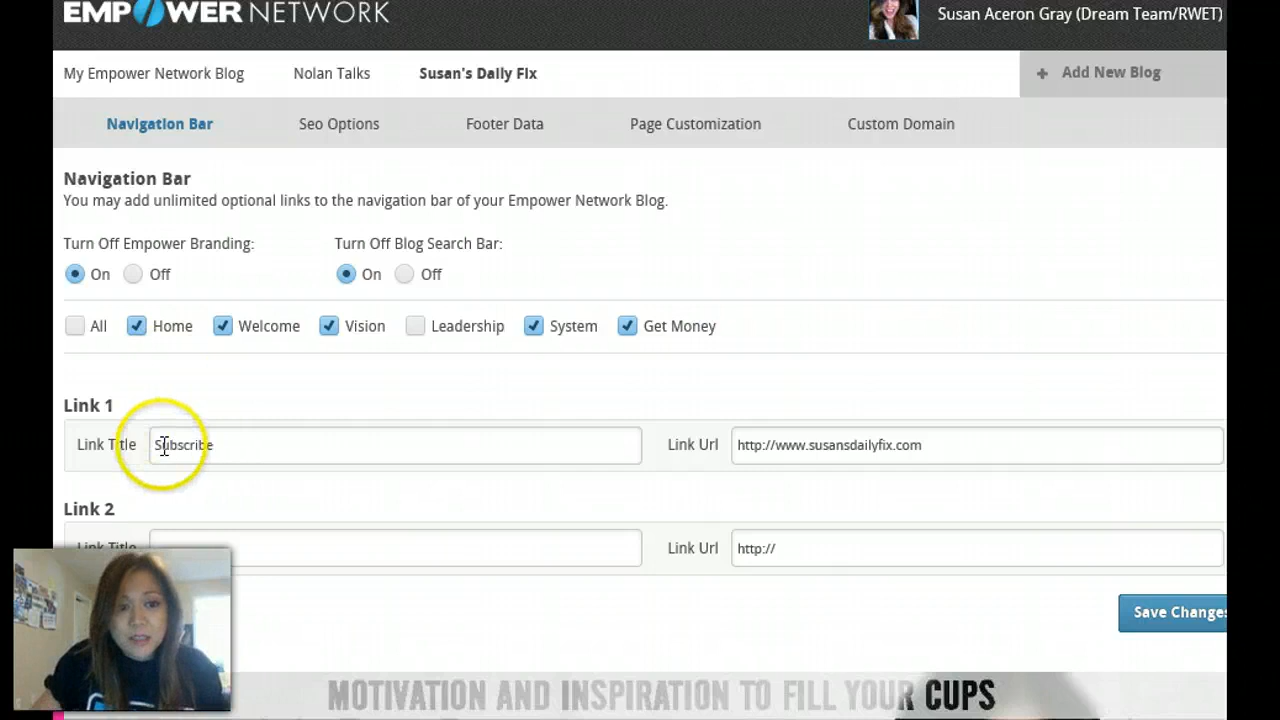 EMPOWER NETWORK
Susan Aceron Gray (Dream Team/RWET)
My Empower Network Blog Nolan Talks Susan's Daily FIx + Add New Blog
Navigation Bar Seo Options Footer Data Page Customization Custom Domain
Navigation Bar
You may add unlimited optional links to the navigation bar of your Empower Network Blog.
Turn Off Empower Branding: Turn Off Blog Search Bar:
On Off On Off
All Home Welcome Vision Leadership System Get Money
Link 1
Link Title Subscribe Link Url http://www.susansdailyfix.com
Link 2
Link Title Link Url http://
Save Changes
MOTIVATION AND INSPIRATION TO FILL YOUR CUPS